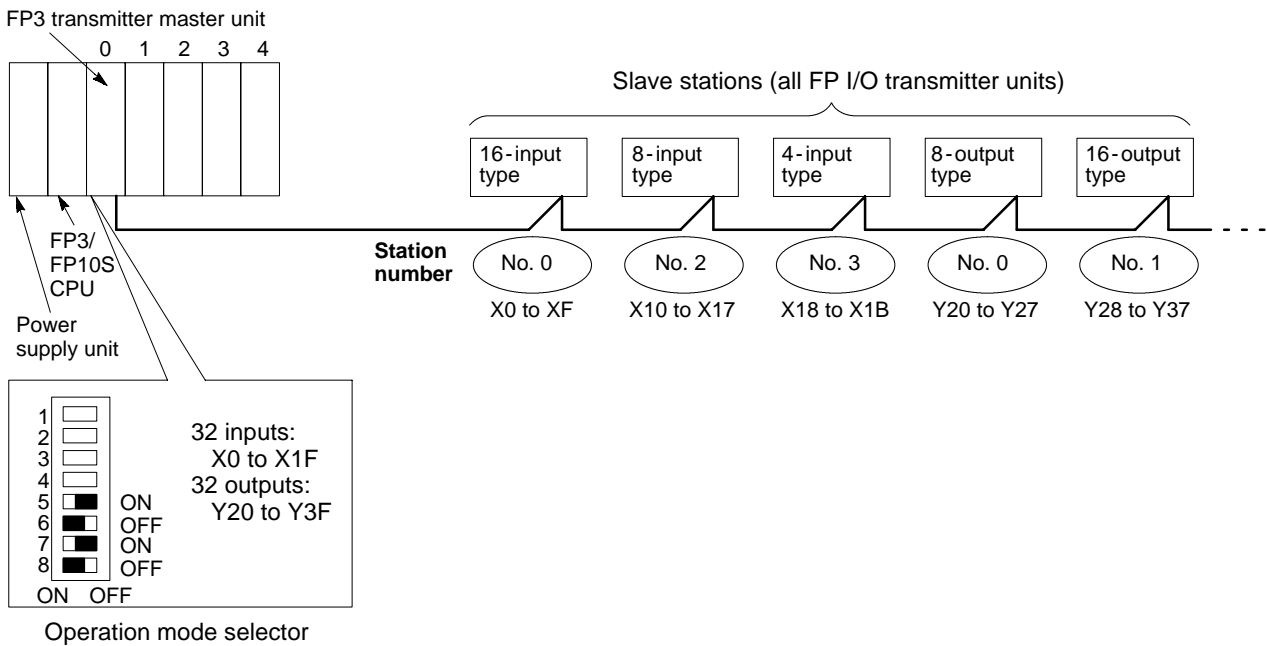 FP3 transmitter master unit
0 1 2 3 4
Slave stations (all FP I/O transmitter units)
16-input
type
8-input
type
4-input
type
8-output
type
16-output
type
FP3/
FP10S
CPU
Power
supply unit
Station
number
No. 0
No. 2
No. 3
No. 0
No. 1
X0 to XF
X10 to X17
X18 to X1B
Y20 to Y27
Y28 to Y37
1
2
3
4
5 ON
6 OFF
7 ON
8 OFF
ON OFF
32 inputs:
X0 to X1F
32 outputs:
Y20 to Y3F
Operation mode selector